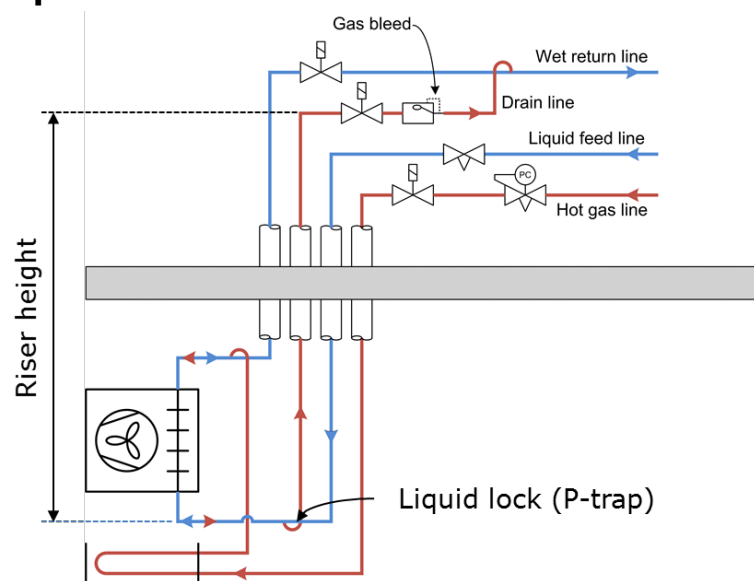 Gas bleed
Wet return line
Drain line
Liquid feed line
PC
Hot gas line
Riser height
Liquid lock (P-trap)